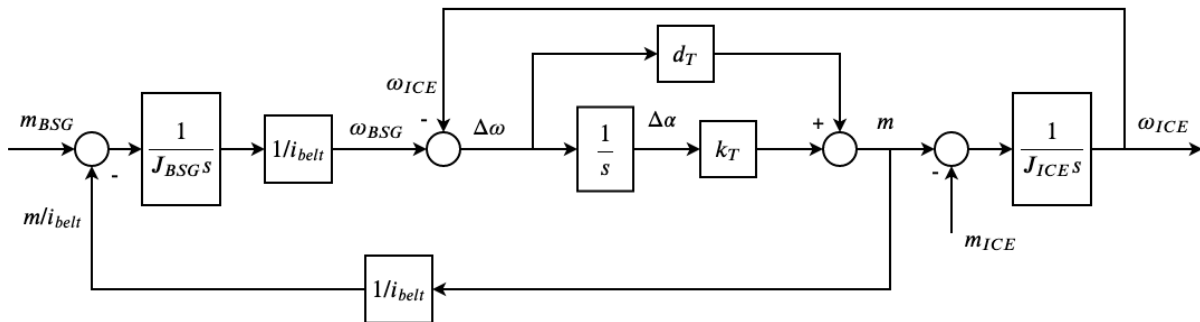 ω_ICE
d_T
m_BSG
-
1
J_BSG s
1/i_belt
ω_BSG
-
Δω
1
s
Δα
k_T
+
m
-
1
J_ICE s
ω_ICE
-
m/i_belt
m_ICE
1/i_belt